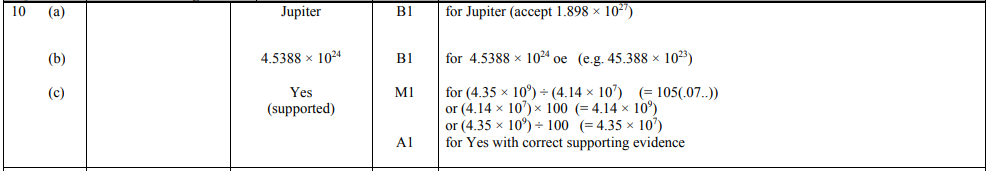 10 (a) Jupiter B1 for Jupiter (accept 1.898 × 10²⁷)
(b) 4.5388 × 10²⁴ B1 for 4.5388 × 10²⁴ oe (e.g. 45.388 × 10²³)
(c) Yes M1 for (4.35 × 10⁹) ÷ (4.14 × 10⁷) (= 105(.07..))
(supported) or (4.14 × 10⁷) × 100 (= 4.14 × 10⁹)
or (4.35 × 10⁹) ÷ 100 (= 4.35 × 10⁷)
A1 for Yes with correct supporting evidence